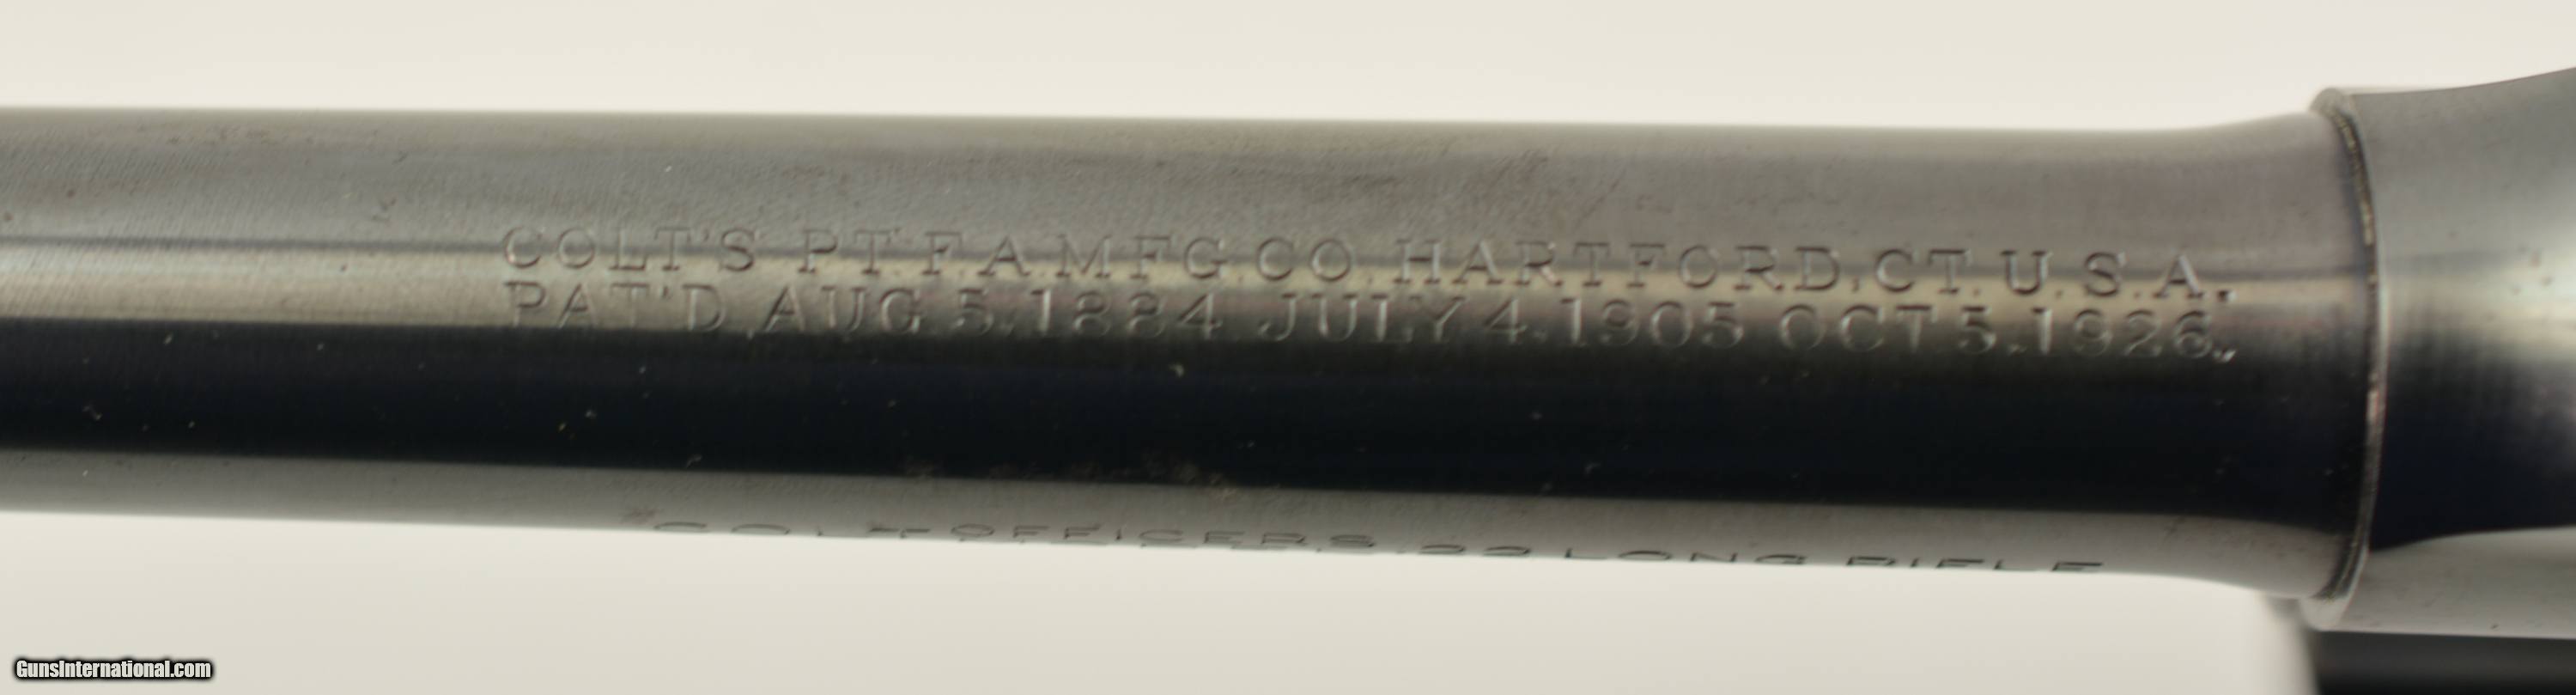 COLT'S PT.F.A.MFG.CO.HARTFORD,CT.U.S.A.
PAT'D.AUG.5.1884. JULY 4.1905 OCT.5.1926.
COLT OFFICERS .22 LONG RIFLE
GunsInternational.com